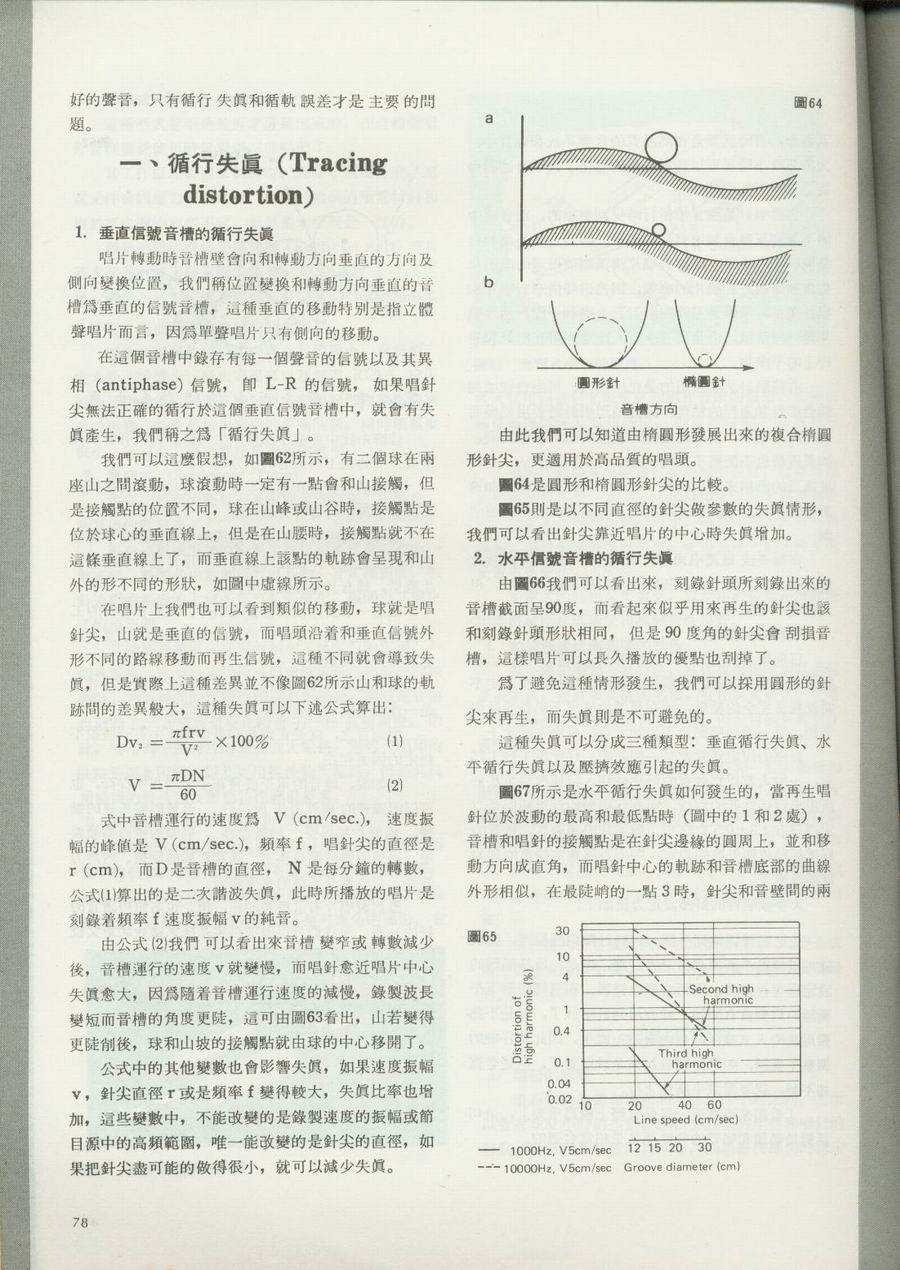 好的聲音，只有循行失眞和循軌誤差才是主要的問
題。
一、循行失眞（Tracing
distortion）
1. 垂直信號音槽的循行失眞
唱片轉動時音槽壁會向和轉動方向垂直的方向及
側向變換位置，我們稱位置變換和轉動方向垂直的音
槽爲垂直的信號音槽，這種垂直的移動特別是指立體
聲唱片而言，因爲單聲唱片只有側向的移動。
在這個音槽中錄存有每一個聲音的信號以及其異
相（antiphase）信號，卽 L-R 的信號，如果唱針
尖無法正確的循行於這個垂直信號音槽中，就會有失
眞產生，我們稱之爲「循行失眞」。
我們可以這麼假想，如圖62所示，有二個球在兩
座山之間滾動，球滾動時一定有一點會和山接觸，但
是接觸點的位置不同，球在山峰或山谷時，接觸點是
位於球心的垂直線上，但是在山腰時，接觸點就不在
這條垂直線上了，而垂直線上該點的軌跡會呈現和山
外的形不同的形狀，如圖中虛線所示。
在唱片上我們也可以看到類似的移動，球就是唱
針尖，山就是垂直的信號，而唱頭沿着和垂直信號外
形不同的路線移動而再生信號，這種不同就會導致失
眞，但是實際上這種差異並不像圖62所示山和球的軌
跡間的差異般大，這種失眞可以下述公式算出：
Dv₂ = πfrv / V² ×100% (1)
V = πDN / 60 (2)
式中音槽運行的速度爲 V (cm/sec.)，速度振
幅的峰値是 V (cm/sec.)，頻率 f，唱針尖的直徑是
r (cm)，而D是音槽的直徑，N 是每分鐘的轉數，
公式(1)算出的是二次諧波失眞，此時所播放的唱片是
刻錄着頻率 f 速度振幅 v 的純音。
由公式(2)我們可以看出來音槽變窄或轉數減少
後，音槽運行的速度 v 就變慢，而唱針愈近唱片中心
失眞愈大，因爲隨着音槽運行速度的減慢，錄製波長
變短而音槽的角度更陡，這可由圖63看出，山若變得
更陡削後，球和山坡的接觸點就由球的中心移開了。
公式中的其他變數也會影響失眞，如果速度振幅
v，針尖直徑 r 或是頻率 f 變得較大，失眞比率也增
加，這些變數中，不能改變的是錄製速度的振幅或節
目源中的高頻範圍，唯一能改變的是針尖的直徑，如
果把針尖盡可能的做得很小，就可以減少失眞。
78
圖64
a
b
圓形針
橢圓針
音槽方向
由此我們可以知道由楕圓形發展出來的複合楕圓
形針尖，更適用於高品質的唱頭。
圖64是圓形和楕圓形針尖的比較。
圖65則是以不同直徑的針尖做參數的失眞情形，
我們可以看出針尖靠近唱片的中心時失眞增加。
2. 水平信號音槽的循行失眞
由圖66我們可以看出來，刻錄針頭所刻錄出來的
音槽截面呈90度，而看起來似乎用來再生的針尖也該
和刻錄針頭形狀相同，但是 90 度角的針尖會刮損音
槽，這樣唱片可以長久播放的優點也刮掉了。
爲了避免這種情形發生，我們可以採用圓形的針
尖來再生，而失眞則是不可避免的。
這種失眞可以分成三種類型：垂直循行失眞、水
平循行失眞以及壓擠效應引起的失眞。
圖67所示是水平循行失眞如何發生的，當再生唱
針位於波動的最高和最低點時（圖中的 1 和 2 處），
音槽和唱針的接觸點是在針尖邊緣的圓周上，並和移
動方向成直角，而唱針中心的軌跡和音槽底部的曲線
外形相似，在最陡峭的一點 3 時，針尖和音壁間的兩
圖65
Distortion of
high harmonic (%)
30
10
4
1
0.4
0.1
0.04
0.02
Second high
harmonic
Third high
harmonic
10 20 40 60
Line speed (cm/sec)
1000Hz, V5cm/sec
12 15 20 30
10000Hz, V5cm/sec
Groove diameter (cm)